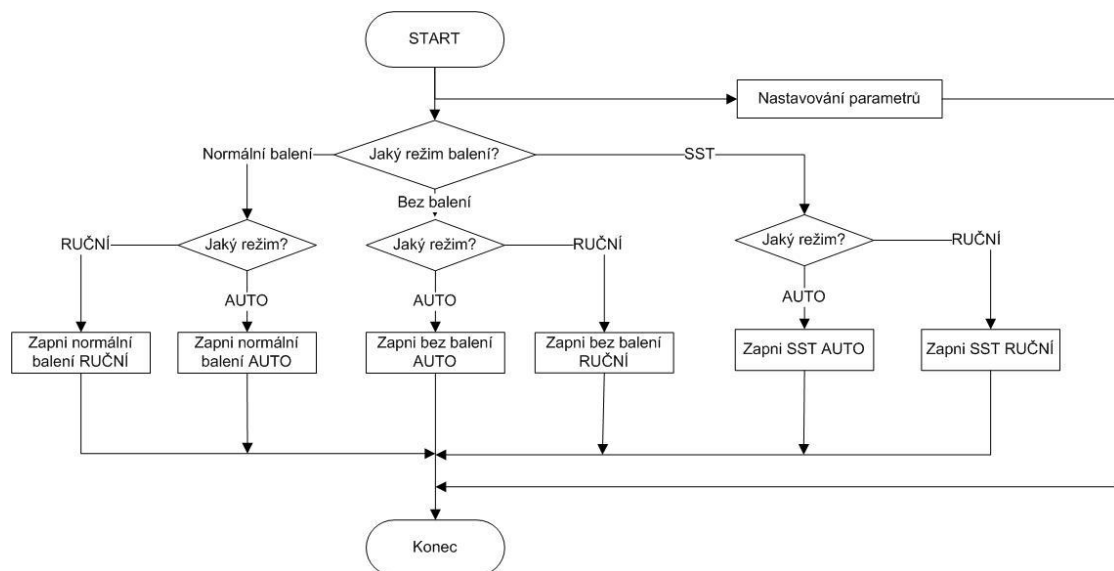 START
Nastavování parametrů
Normální balení
Jaký režim balení?
SST
Bez balení
RUČNÍ
Jaký režim?
Jaký režim?
RUČNÍ
Jaký režim?
RUČNÍ
AUTO
AUTO
AUTO
Zapni normální
balení RUČNÍ
Zapni normální
balení AUTO
Zapni bez balení
AUTO
Zapni bez balení
RUČNÍ
Zapni SST AUTO
Zapni SST RUČNÍ
Konec